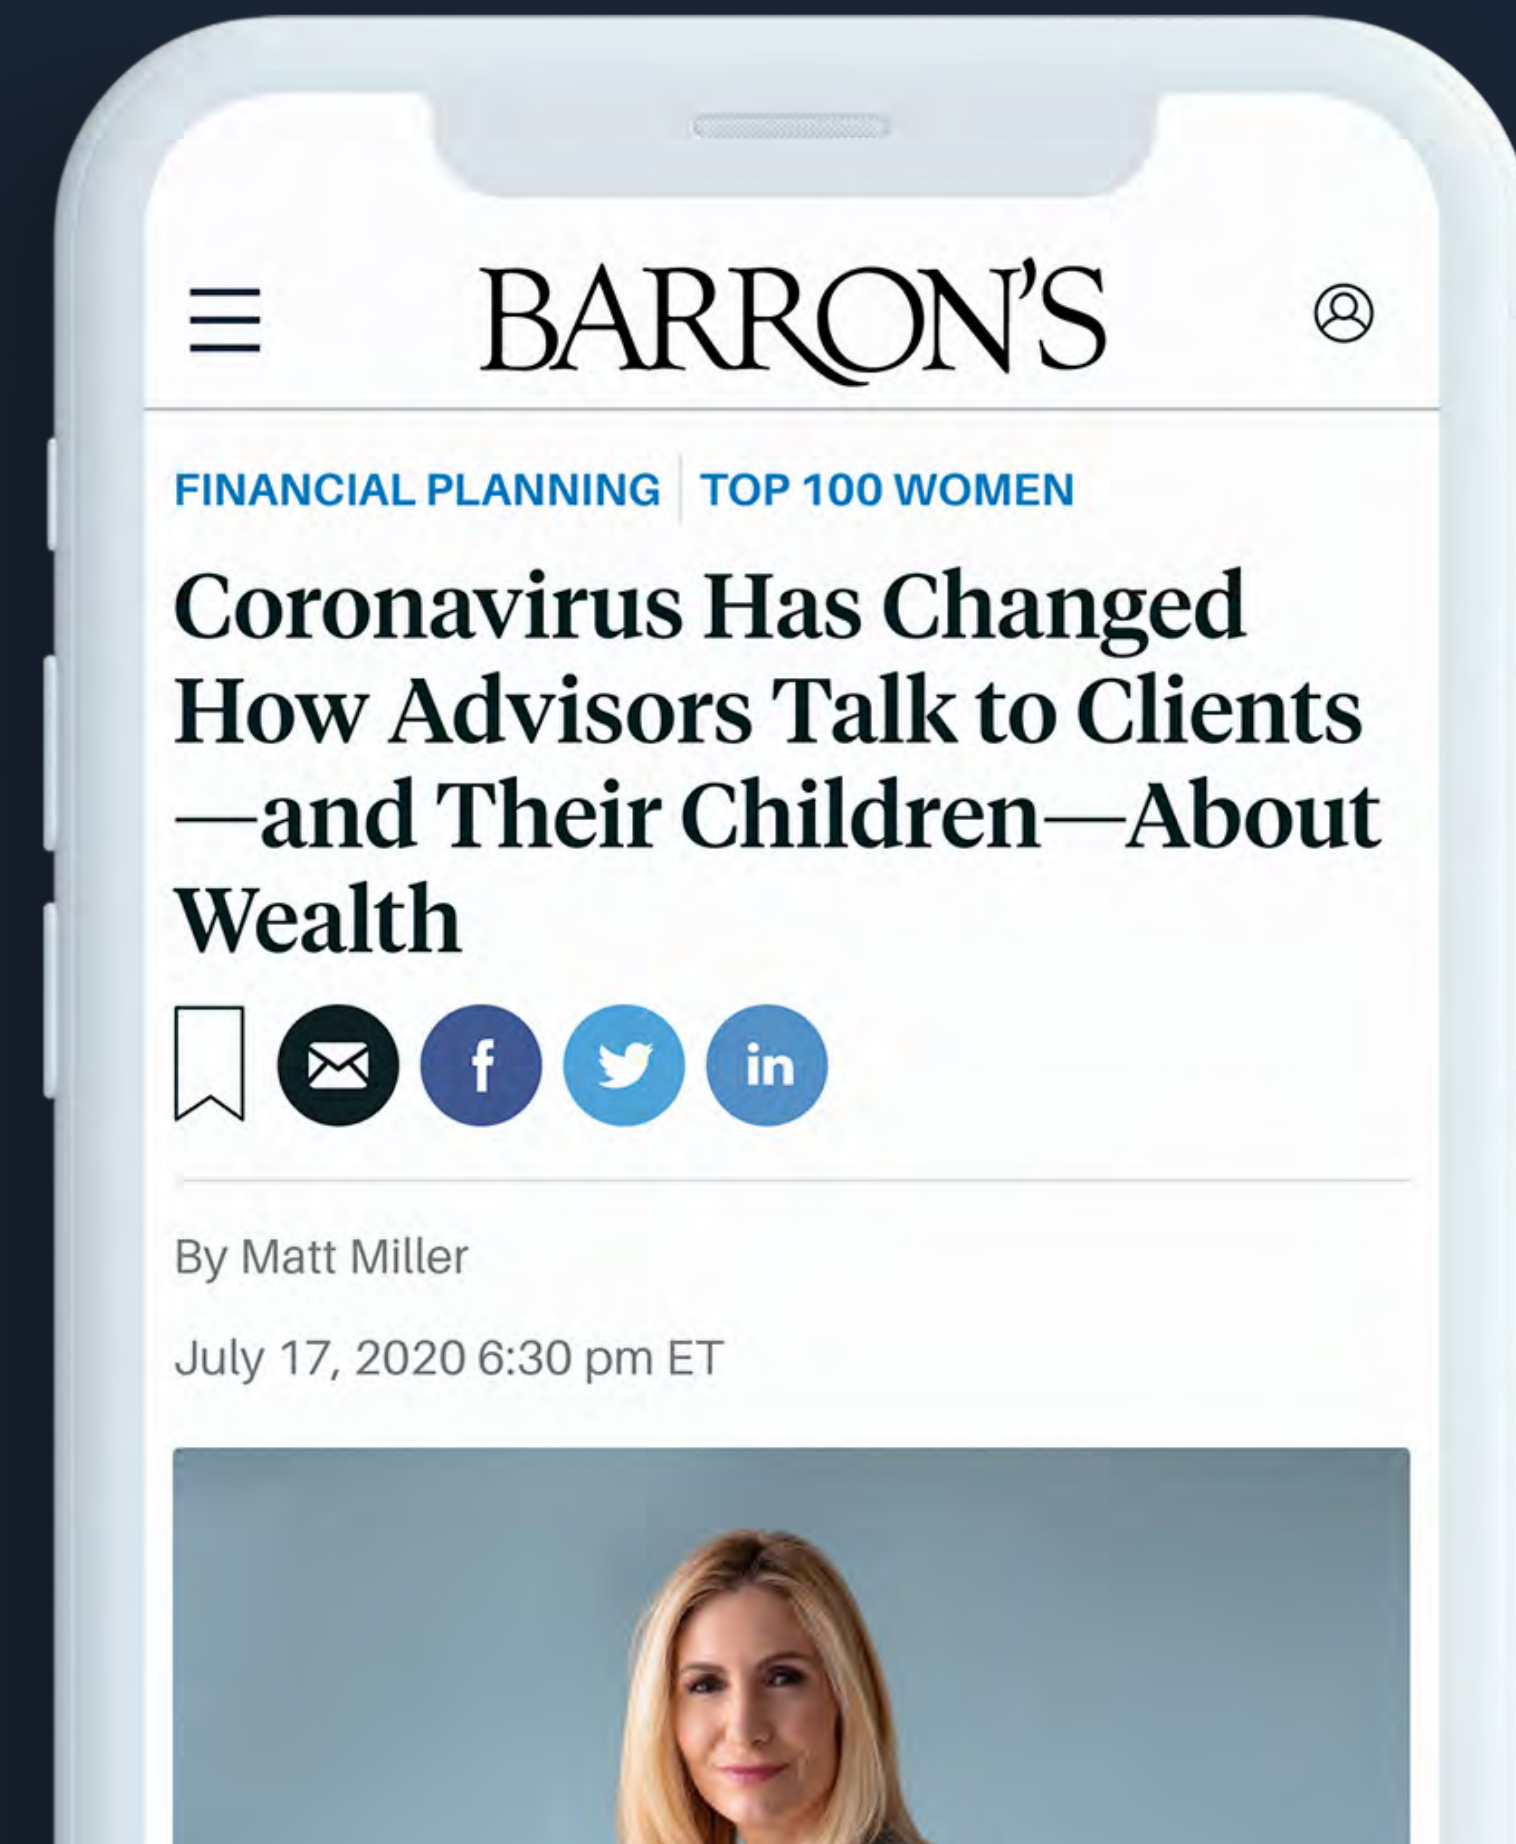 BARRON'S
FINANCIAL PLANNING TOP 100 WOMEN
Coronavirus Has Changed
How Advisors Talk to Clients
—and Their Children—About
Wealth
f in
By Matt Miller
July 17, 2020 6:30 pm ET